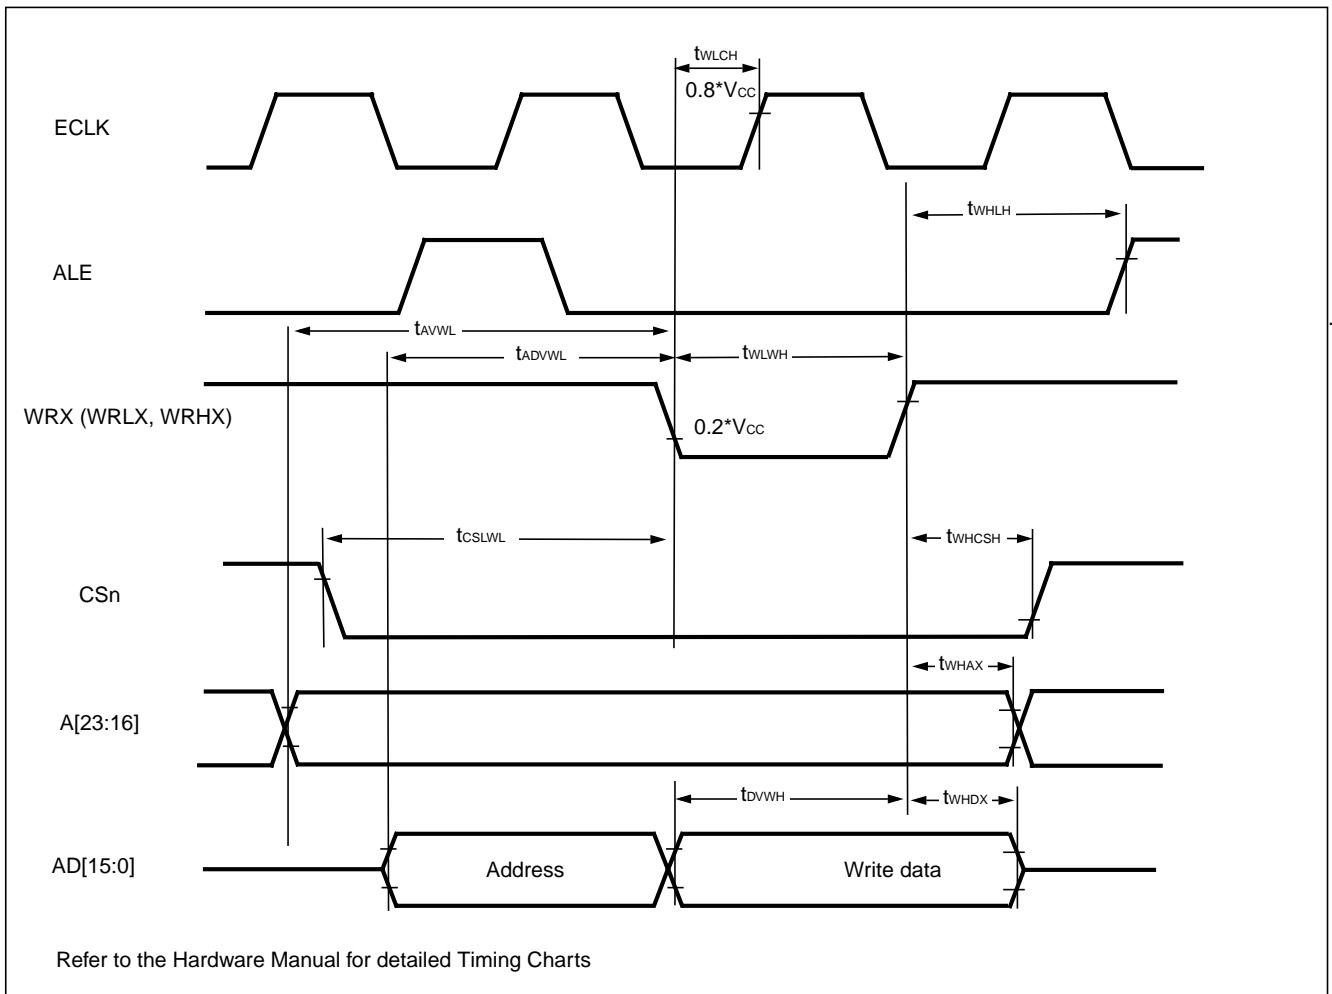 tWLCH
0.8*VCC
ECLK
tWHLH
ALE
tAVWL
tADVWL
tWLWH
WRX (WRLX, WRHX)
0.2*VCC
tCSLWL
tWHCSH
CSn
tWHAX
A[23:16]
tDVWH
tWHDX
AD[15:0]
Address
Write data
Refer to the Hardware Manual for detailed Timing Charts